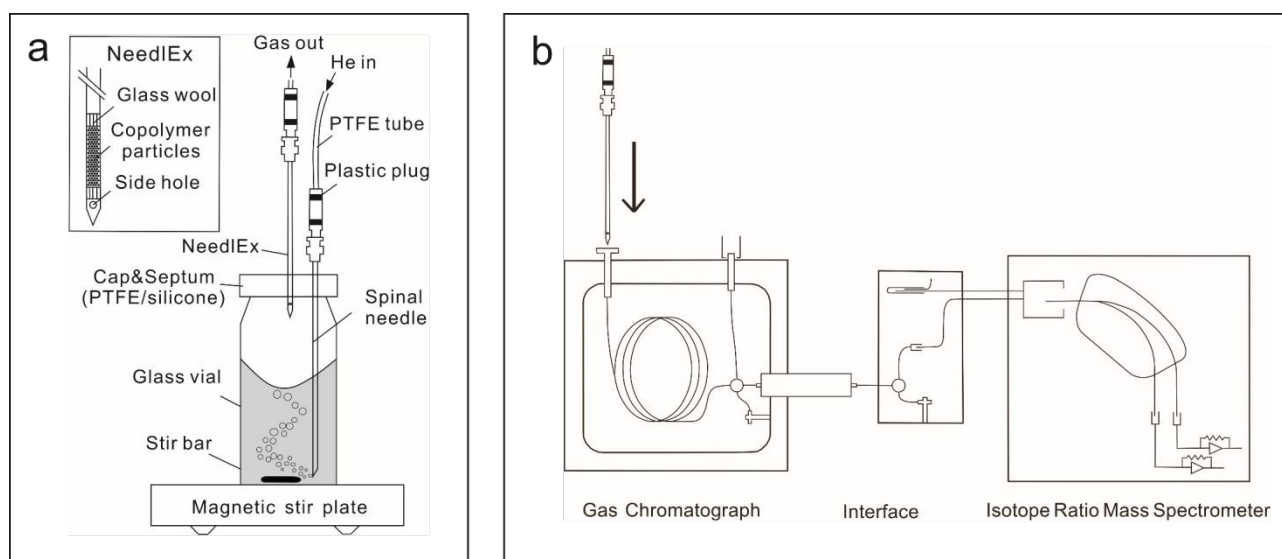 a
NeedlEx
Glass wool
Copolymer
particles
Side hole
Gas out
He in
PTFE tube
Plastic plug
NeedlEx
Cap&Septum
(PTFE/silicone)
Spinal
needle
Glass vial
Stir bar
Magnetic stir plate
b
Gas Chromatograph
Interface
Isotope Ratio Mass Spectrometer